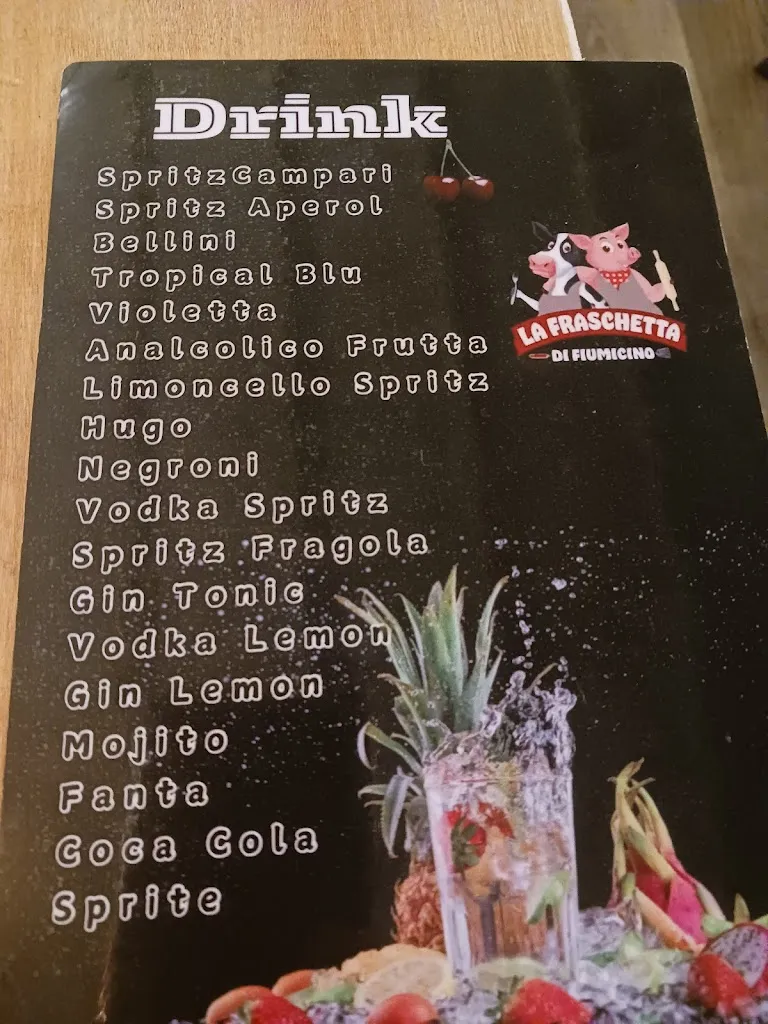 Drink
SpritzCampari
Spritz Aperol
Bellini
Tropical Blu
Violetta
Analcolico Frutta
Limoncello Spritz
Hugo
Negroni
Vodka Spritz
Spritz Fragola
Gin Tonic
Vodka Lemon
Gin Lemon
Mojito
Fanta
Coca Cola
Sprite
LA FRASCHETTA
DI FIUMICINO